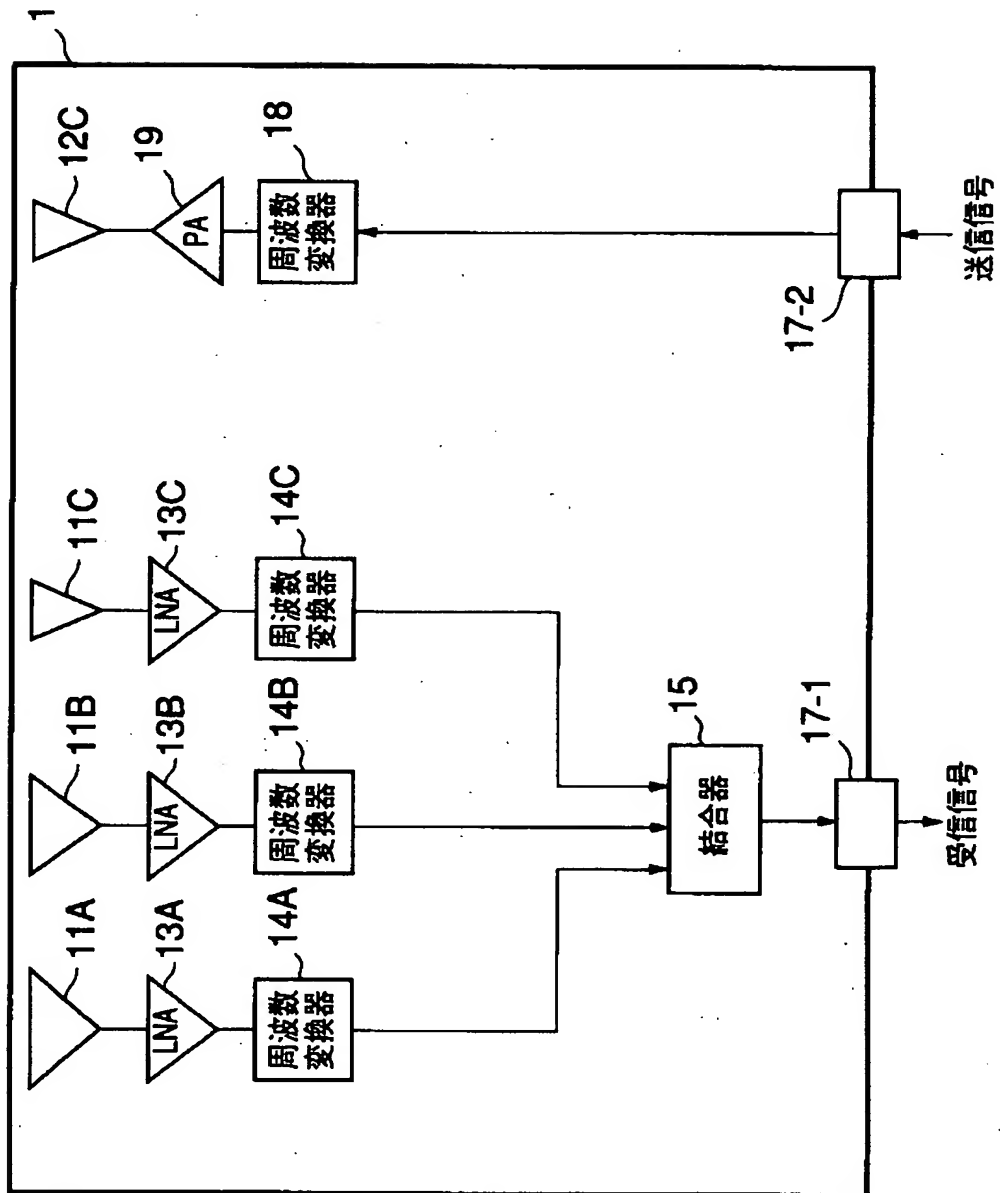 1
11A
11B
11C
12C
13A
LNA
13B
LNA
13C
LNA
19
PA
14A
周波数
変換器
14B
周波数
変換器
14C
周波数
変換器
18
周波数
変換器
15
結合器
17-1
17-2
受信信号
送信信号